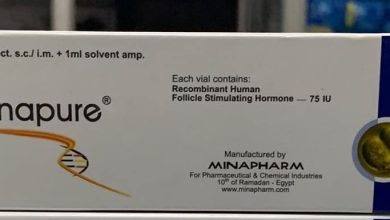 ct. s.c./ i.m. + 1ml solvent amp.
napure®
Each vial contains:
Recombinant Human
Follicle Stimulating Hormone — 75 IU
Manufactured by
MINAPHARM
For Pharmaceutical & Chemical Industries
10th of Ramadan - Egypt
www.minapharm.com